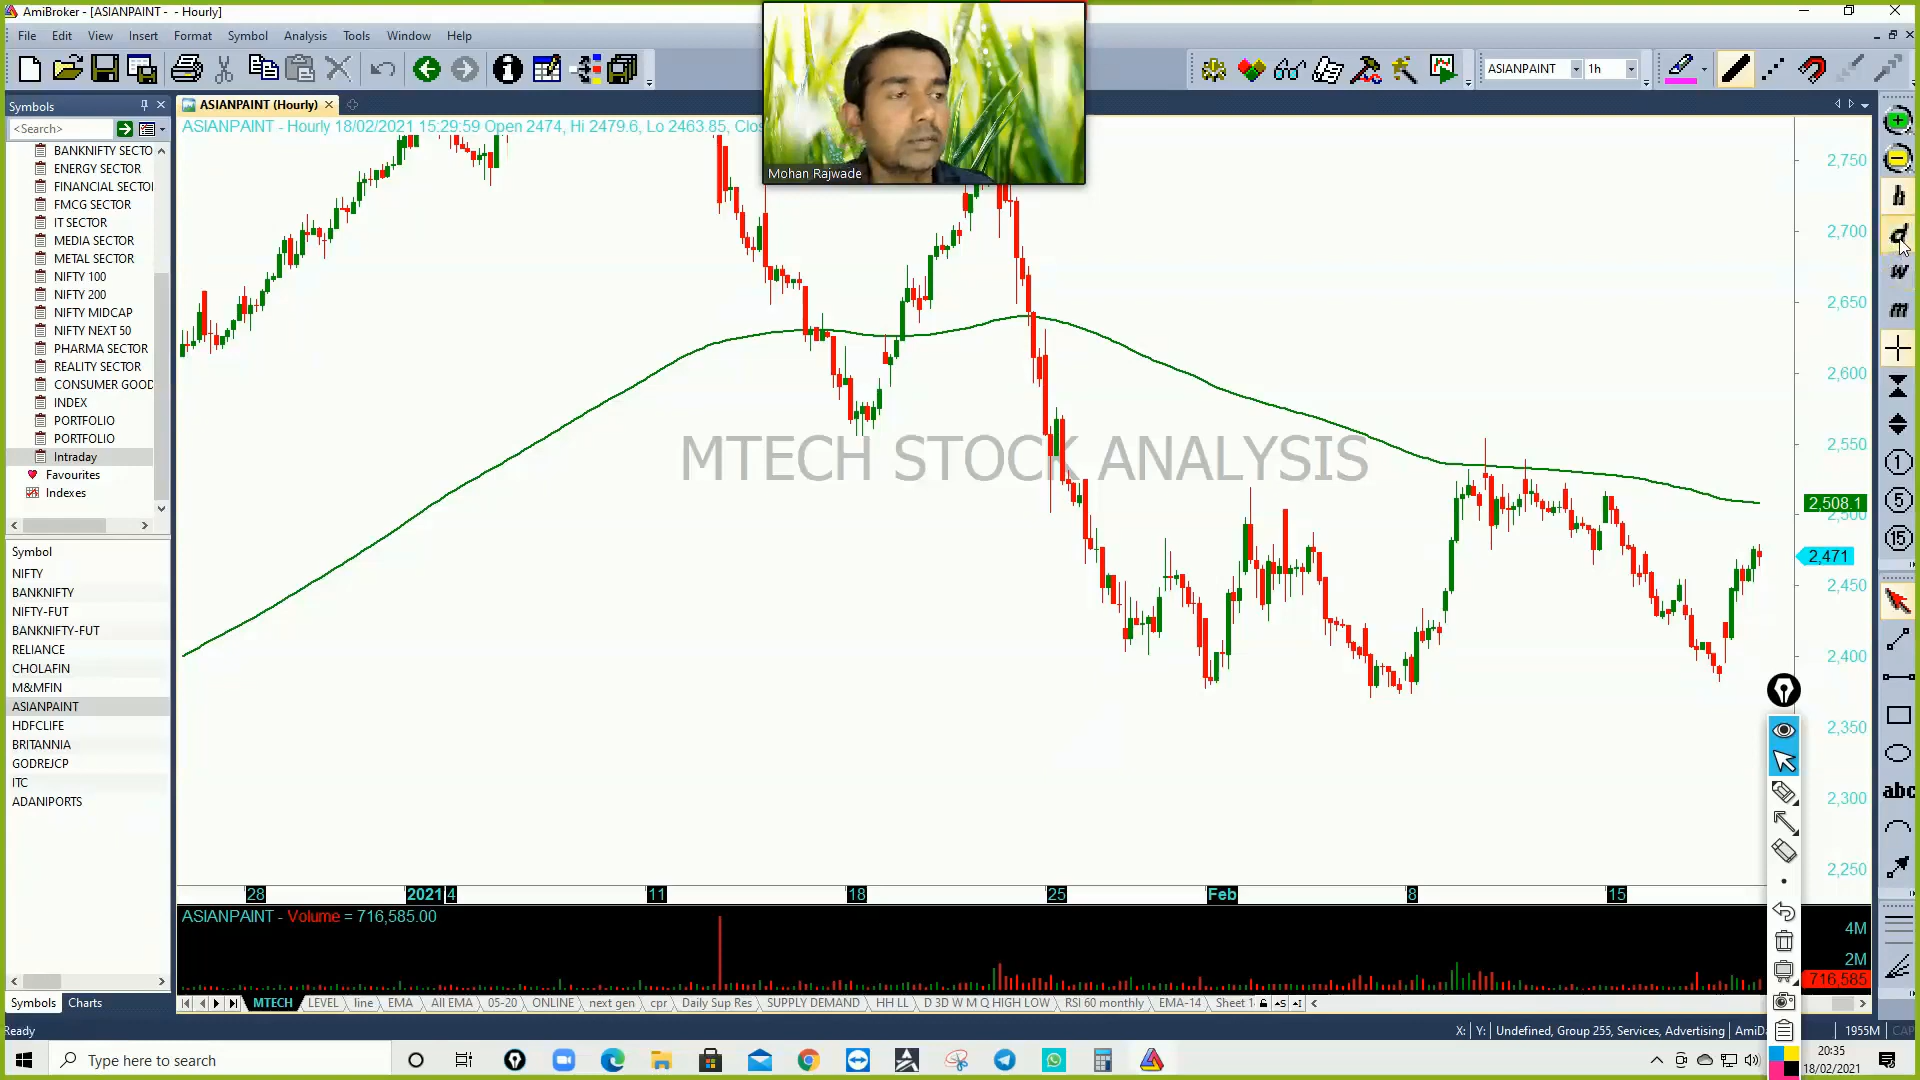 AmiBroker - [ASIANPAINT - - Hourly]
File Edit View Insert Format Symbol Analysis Tools Window Help
ASIANPAINT 1h
Symbols
ASIANPAINT (Hourly)
<Search>
ASIANPAINT - Hourly 18/02/2021 15:29:59 Open 2474, Hi 2479.6, Lo 2463.85, Clos
Mohan Rajwade
BANKNIFTY SECTO
ENERGY SECTOR
FINANCIAL SECTOI
FMCG SECTOR
IT SECTOR
MEDIA SECTOR
METAL SECTOR
NIFTY 100
NIFTY 200
NIFTY MIDCAP
NIFTY NEXT 50
PHARMA SECTOR
REALITY SECTOR
CONSUMER GOOD
INDEX
PORTFOLIO
PORTFOLIO
Intraday
Favourites
Indexes
Symbol
NIFTY
BANKNIFTY
NIFTY-FUT
BANKNIFTY-FUT
RELIANCE
CHOLAFIN
M&MFIN
ASIANPAINT
HDFCLIFE
BRITANNIA
GODREJCP
ITC
ADANIPORTS
Symbols Charts
MTECH STOCK ANALYSIS
2,750
2,700
2,650
2,600
2,550
2,508.1
2,500
2,471
2,450
2,400
2,350
2,300
2,250
h
d
w
m
1
5
15
abc
28 2021 4 11 18 25 Feb 8 15
ASIANPAINT - Volume = 716,585.00
4M
2M
716,585
MTECH LEVEL line EMA All EMA 05-20 ONLINE next gen cpr Daily Sup Res SUPPLY DEMAND HH LL D 3D W M Q HIGH LOW RSI 60 monthly EMA-14 Sheet 1
Ready
X: Y: Undefined, Group 255, Services, Advertising AmiD 1955M CAP
Type here to search
20:35
18/02/2021